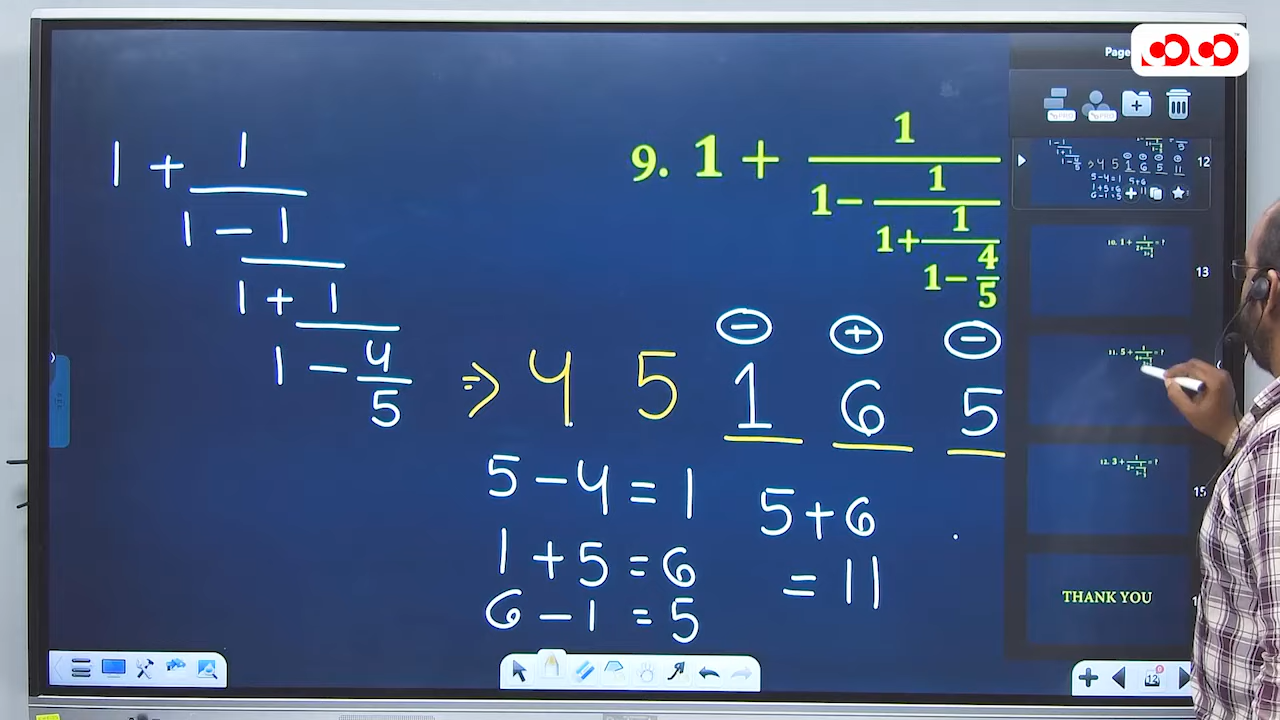 Page
9. 1 + 1
1 - 1
1 + 1
1 - 4
5
1 + 1
1 - 1
1 + 1
1 - 4
5
⇒ 4 5 1 6 5
- + -
5 - 4 = 1
1 + 5 = 6
6 - 1 = 5
5 + 6
= 11
12
13
15
THANK YOU
12